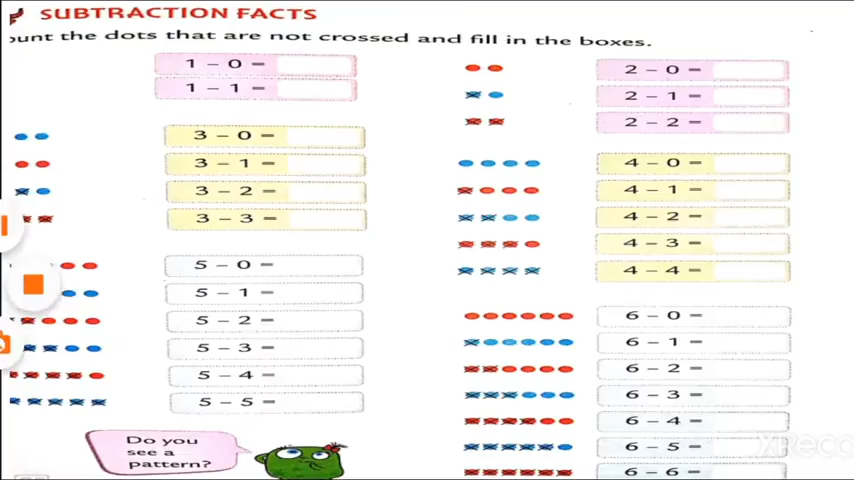 SUBTRACTION FACTS
ount the dots that are not crossed and fill in the boxes.
1 – 0 =
1 – 1 =
3 – 0 =
3 – 1 =
3 – 2 =
3 – 3 =
5 – 0 =
5 – 1 =
5 – 2 =
5 – 3 =
5 – 4 =
5 – 5 =
Do you
see a
pattern?
2 – 0 =
2 – 1 =
2 – 2 =
4 – 0 =
4 – 1 =
4 – 2 =
4 – 3 =
4 – 4 =
6 – 0 =
6 – 1 =
6 – 2 =
6 – 3 =
6 – 4 =
6 – 5 =
6 – 6 =
XReco